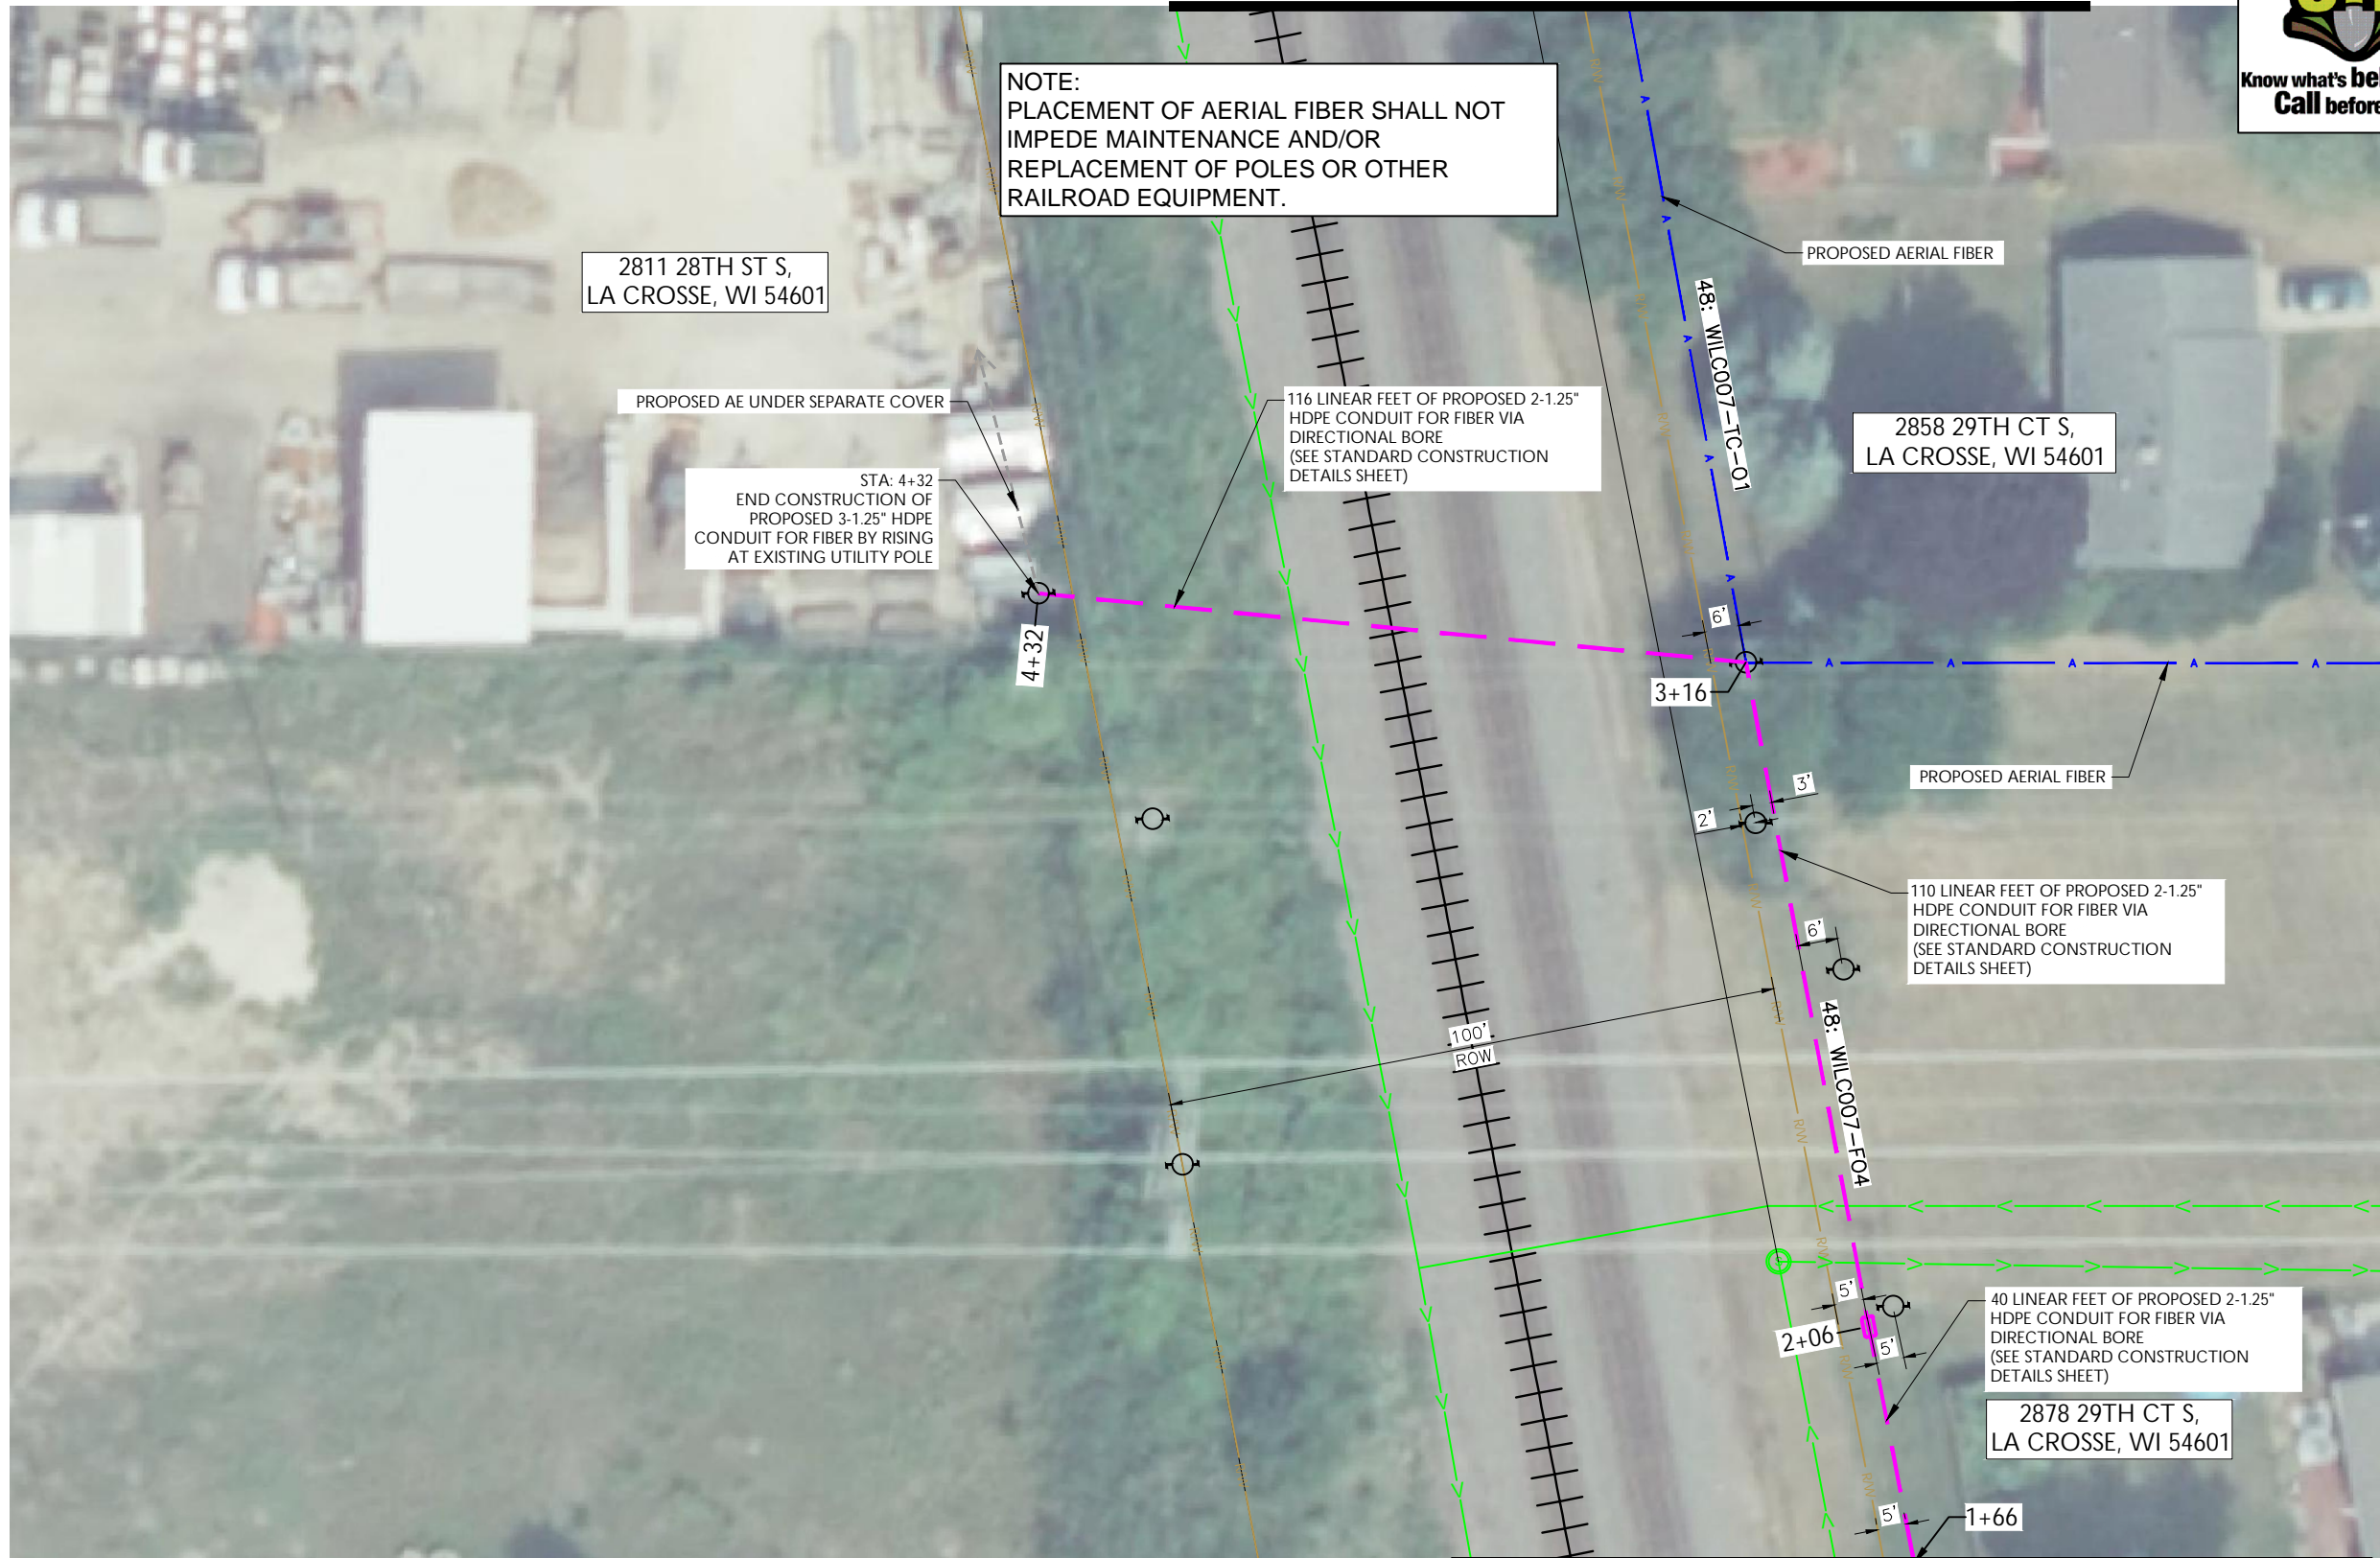 Know what's
Call before
NOTE:
PLACEMENT OF AERIAL FIBER SHALL NOT
IMPEDE MAINTENANCE AND/OR
REPLACEMENT OF POLES OR OTHER
RAILROAD EQUIPMENT.
PROPOSED AERIAL FIBER
2811 28TH ST S,
LA CROSSE, WI 54601
48: WILC007-TC-01
PROPOSED AE UNDER SEPARATE COVER
116 LINEAR FEET OF PROPOSED 2-1.25"
HDPE CONDUIT FOR FIBER VIA
DIRECTIONAL BORE
(SEE STANDARD CONSTRUCTION
DETAILS SHEET)
2858 29TH CT S,
LA CROSSE, WI 54601
STA: 4+32
END CONSTRUCTION OF
PROPOSED 3-1.25" HDPE
CONDUIT FOR FIBER BY RISING
AT EXISTING UTILITY POLE
4+32
6'
3+16
PROPOSED AERIAL FIBER
3'
2'
110 LINEAR FEET OF PROPOSED 2-1.25"
HDPE CONDUIT FOR FIBER VIA
DIRECTIONAL BORE
(SEE STANDARD CONSTRUCTION
DETAILS SHEET)
6'
48: WILC007-FO4
100'
ROW
5'
2+06
5'
40 LINEAR FEET OF PROPOSED 2-1.25"
HDPE CONDUIT FOR FIBER VIA
DIRECTIONAL BORE
(SEE STANDARD CONSTRUCTION
DETAILS SHEET)
2878 29TH CT S,
LA CROSSE, WI 54601
5'
1+66